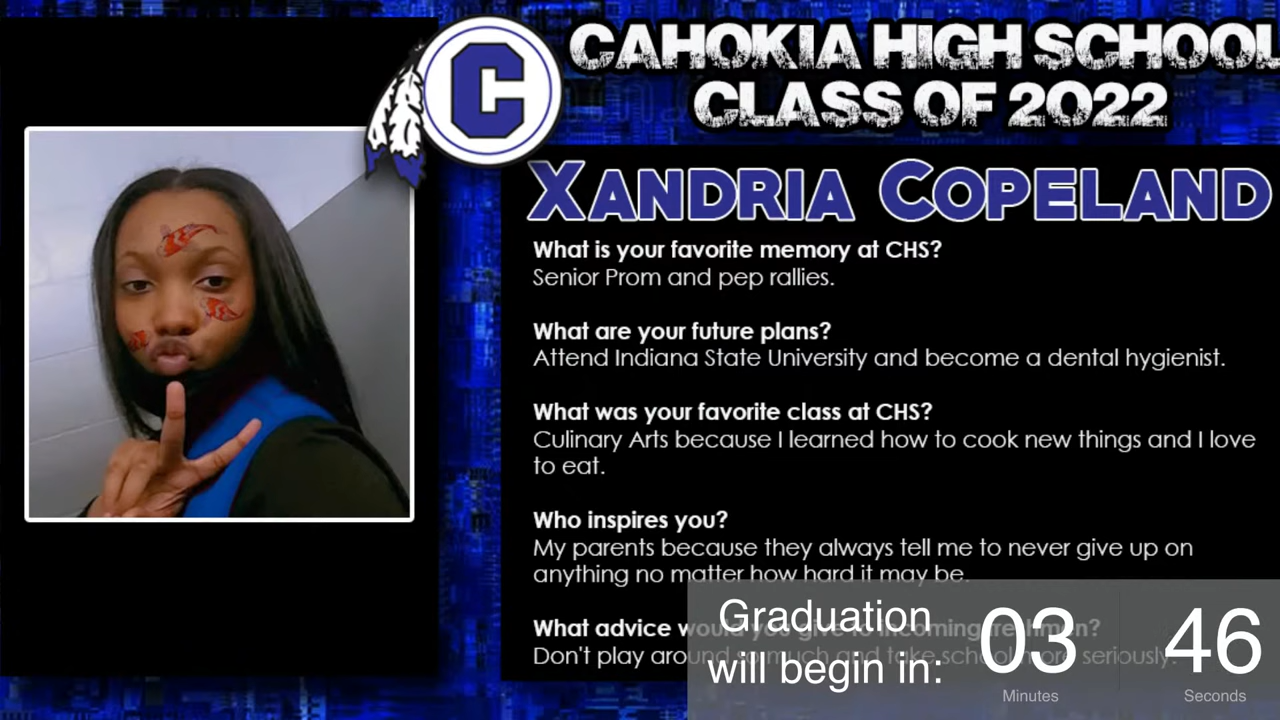 C
CAHOKIA HIGH SCHOOL
CLASS OF 2022
XANDRIA COPELAND
What is your favorite memory at CHS?
Senior Prom and pep rallies.
What are your future plans?
Attend Indiana State University and become a dental hygienist.
What was your favorite class at CHS?
Culinary Arts because I learned how to cook new things and I love
to eat.
Who inspires you?
My parents because they always tell me to never give up on
anything no matter how hard it may be.
What advice would you give to incoming freshmen?
Don't play around so much and take school more seriously.
Graduation
will begin in:
03
Minutes
46
Seconds